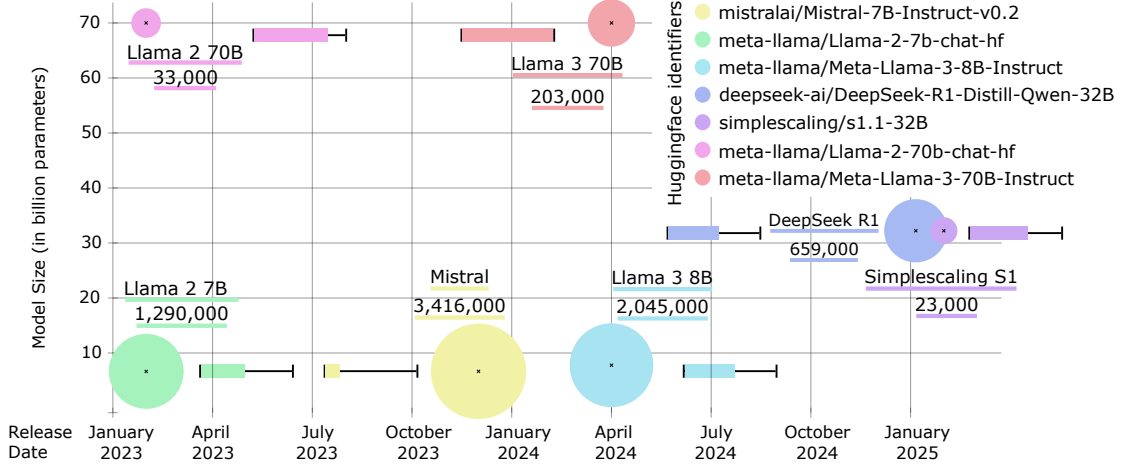 Model Size (in billion parameters)
70
60
50
40
30
20
10
Llama 2 70B
33,000
Llama 3 70B
203,000
Huggingface identifiers
mistralai/Mistral-7B-Instruct-v0.2
meta-llama/Llama-2-7b-chat-hf
meta-llama/Meta-Llama-3-8B-Instruct
deepseek-ai/DeepSeek-R1-Distill-Qwen-32B
simplescaling/s1.1-32B
meta-llama/Llama-2-70b-chat-hf
meta-llama/Meta-Llama-3-70B-Instruct
DeepSeek R1
659,000
Simplescaling S1
23,000
Llama 2 7B
1,290,000
Mistral
3,416,000
Llama 3 8B
2,045,000
Release
Date
January
2023
April
2023
July
2023
October
2023
January
2024
April
2024
July
2024
October
2024
January
2025